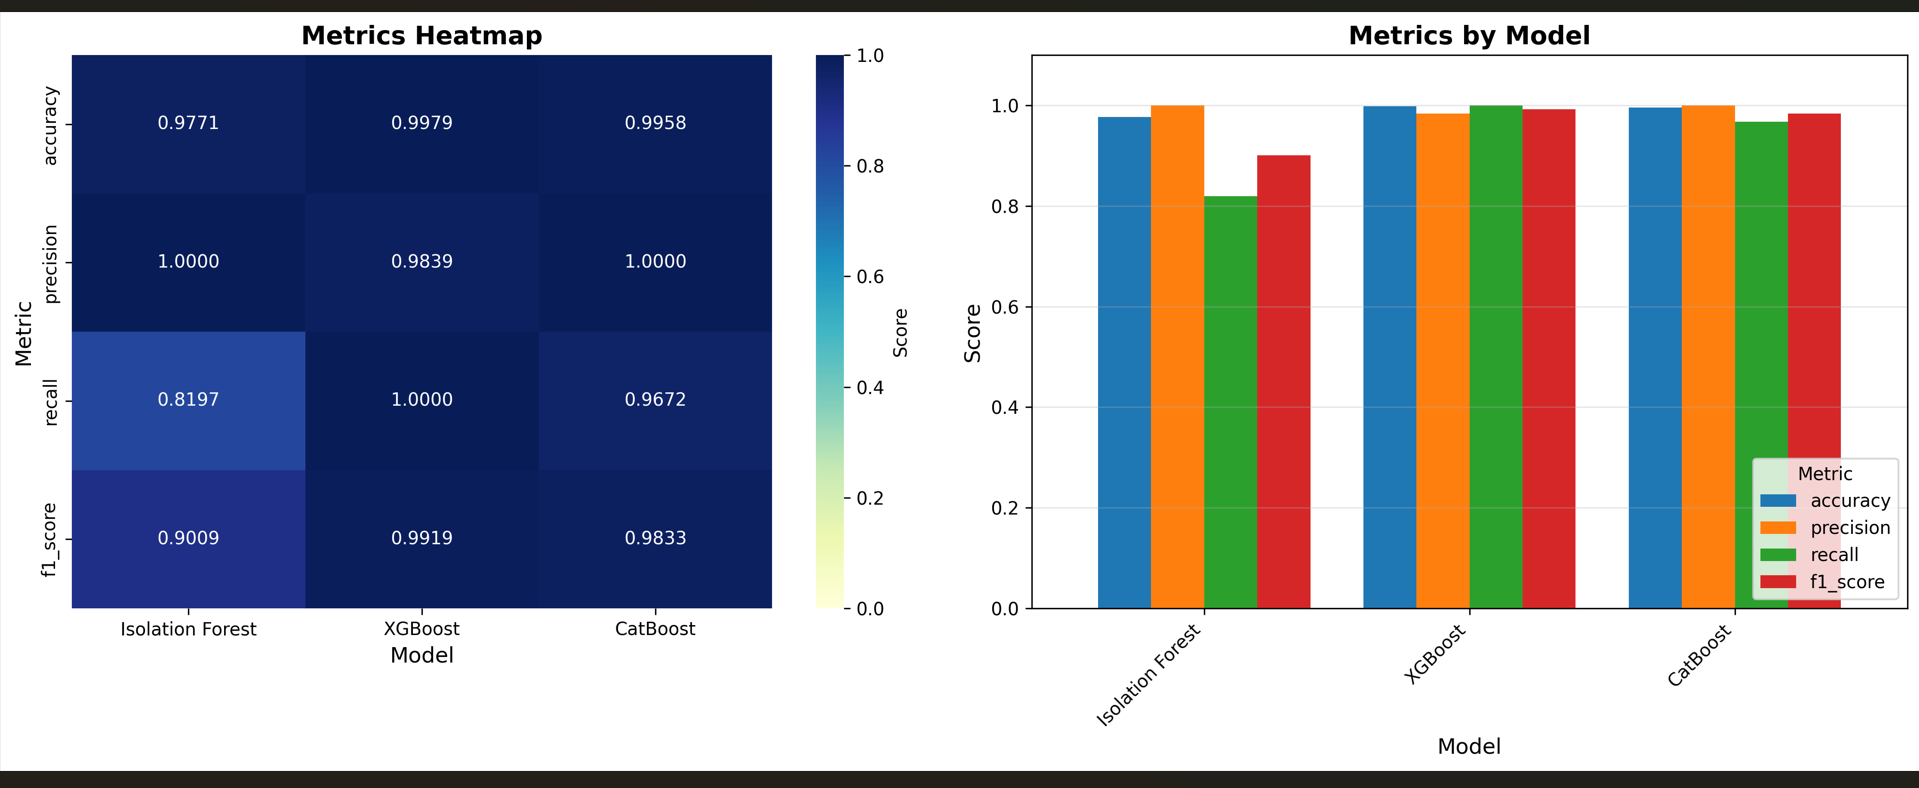 Metrics Heatmap
Metric
accuracy
precision
recall
f1_score
0.9771 0.9979 0.9958
1.0000 0.9839 1.0000
0.8197 1.0000 0.9672
0.9009 0.9919 0.9833
Isolation Forest XGBoost CatBoost
Model
1.0
0.8
0.6
0.4
0.2
0.0
Score
Metrics by Model
Score
1.0
0.8
0.6
0.4
0.2
0.0
Metric
accuracy
precision
recall
f1_score
Isolation Forest
XGBoost
CatBoost
Model